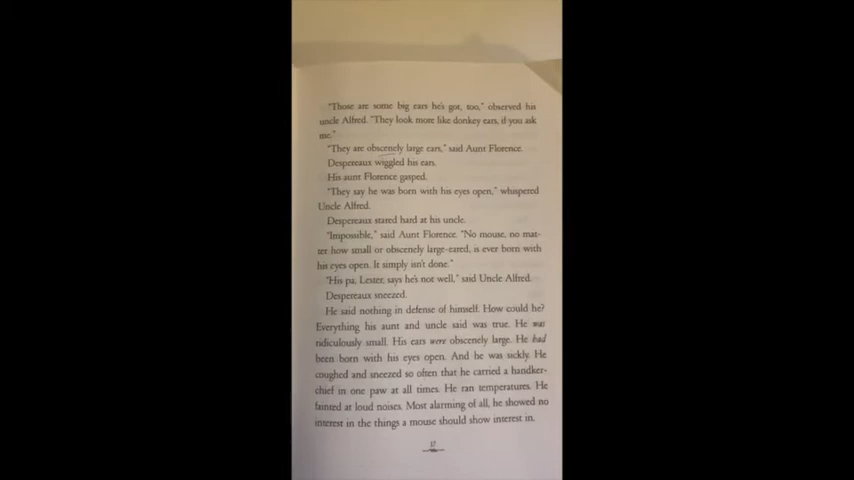 "Those are some big ears he's got, too," observed his
uncle Alfred. "They look more like donkey ears, if you ask
me."
"They are obscenely large ears," said Aunt Florence.
Despereaux wiggled his ears.
His aunt Florence gasped.
"They say he was born with his eyes open," whispered
Uncle Alfred.
Despereaux stared hard at his uncle.
"Impossible," said Aunt Florence. "No mouse, no mat-
ter how small or obscenely large-eared, is ever born with
his eyes open. It simply isn't done."
"His pa, Lester, says he's not well," said Uncle Alfred.
Despereaux sneezed.
He said nothing in defense of himself. How could he?
Everything his aunt and uncle said was true. He was
ridiculously small. His ears were obscenely large. He had
been born with his eyes open. And he was sickly. He
coughed and sneezed so often that he carried a handker-
chief in one paw at all times. He ran temperatures. He
fainted at loud noises. Most alarming of all, he showed no
interest in the things a mouse should show interest in.
17